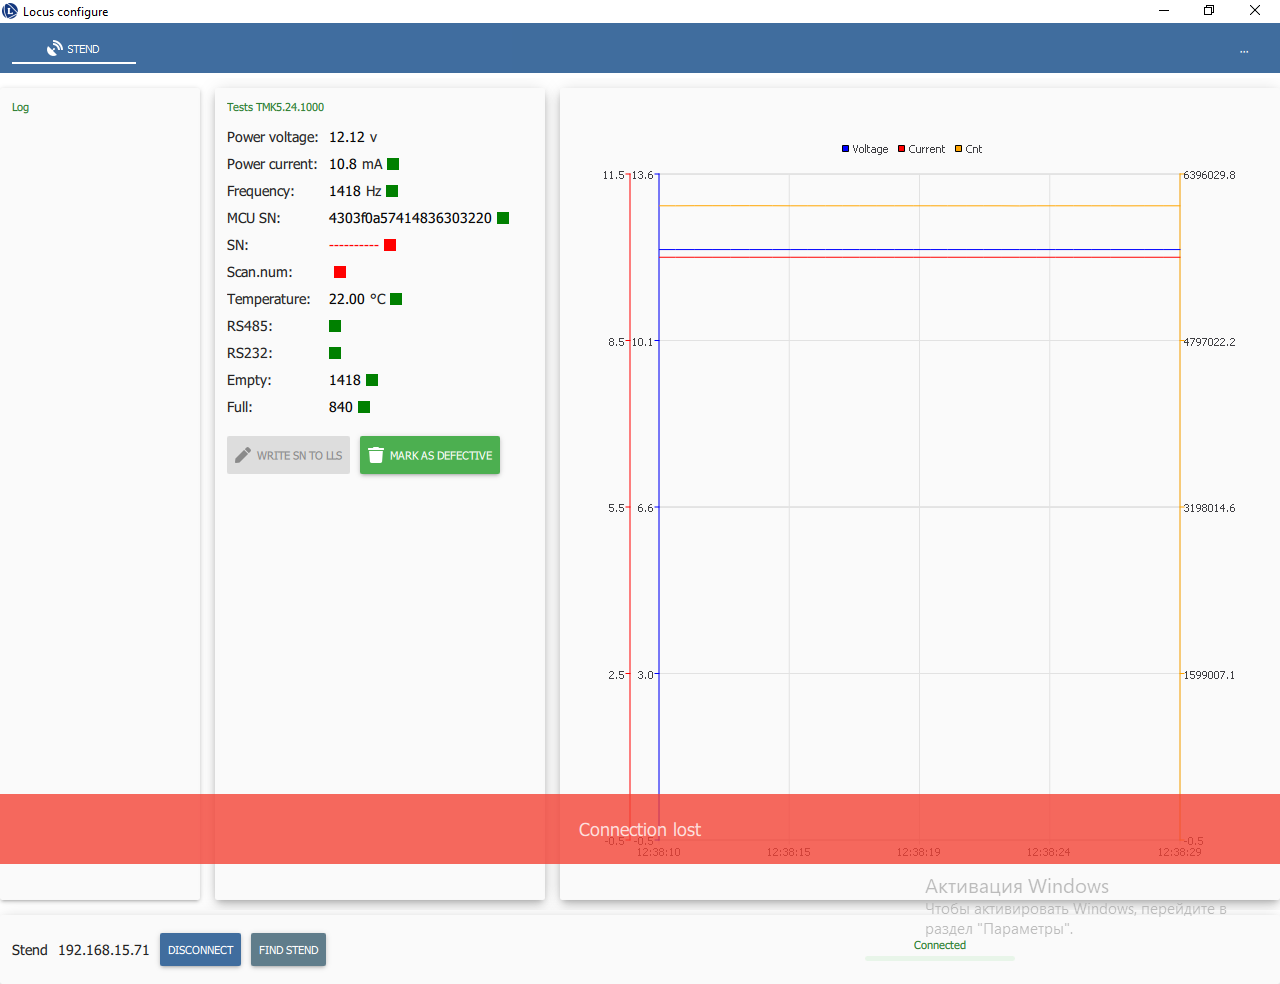 Locus configure
STEND
...
Log
Tests TMK5.24.1000
Power voltage: 12.12 v
Power current: 10.8 mA
Frequency: 1418 Hz
MCU SN: 4303f0a57414836303220
SN: ----------
Scan.num:
Temperature: 22.00 °C
RS485:
RS232:
Empty: 1418
Full: 840
WRITE SN TO LLS
MARK AS DEFECTIVE
Voltage Current Cnt
11.5 13.6 6396029.8
8.5 10.1 4797022.2
5.5 6.6 3198014.6
2.5 3.0 1599007.1
Connection lost
-0.5 -0.5 -0.5
12:38:10 12:38:15 12:38:19 12:38:24 12:38:29
Активация Windows
Чтобы активировать Windows, перейдите в
раздел "Параметры".
Stend 192.168.15.71 DISCONNECT FIND STEND
Connected